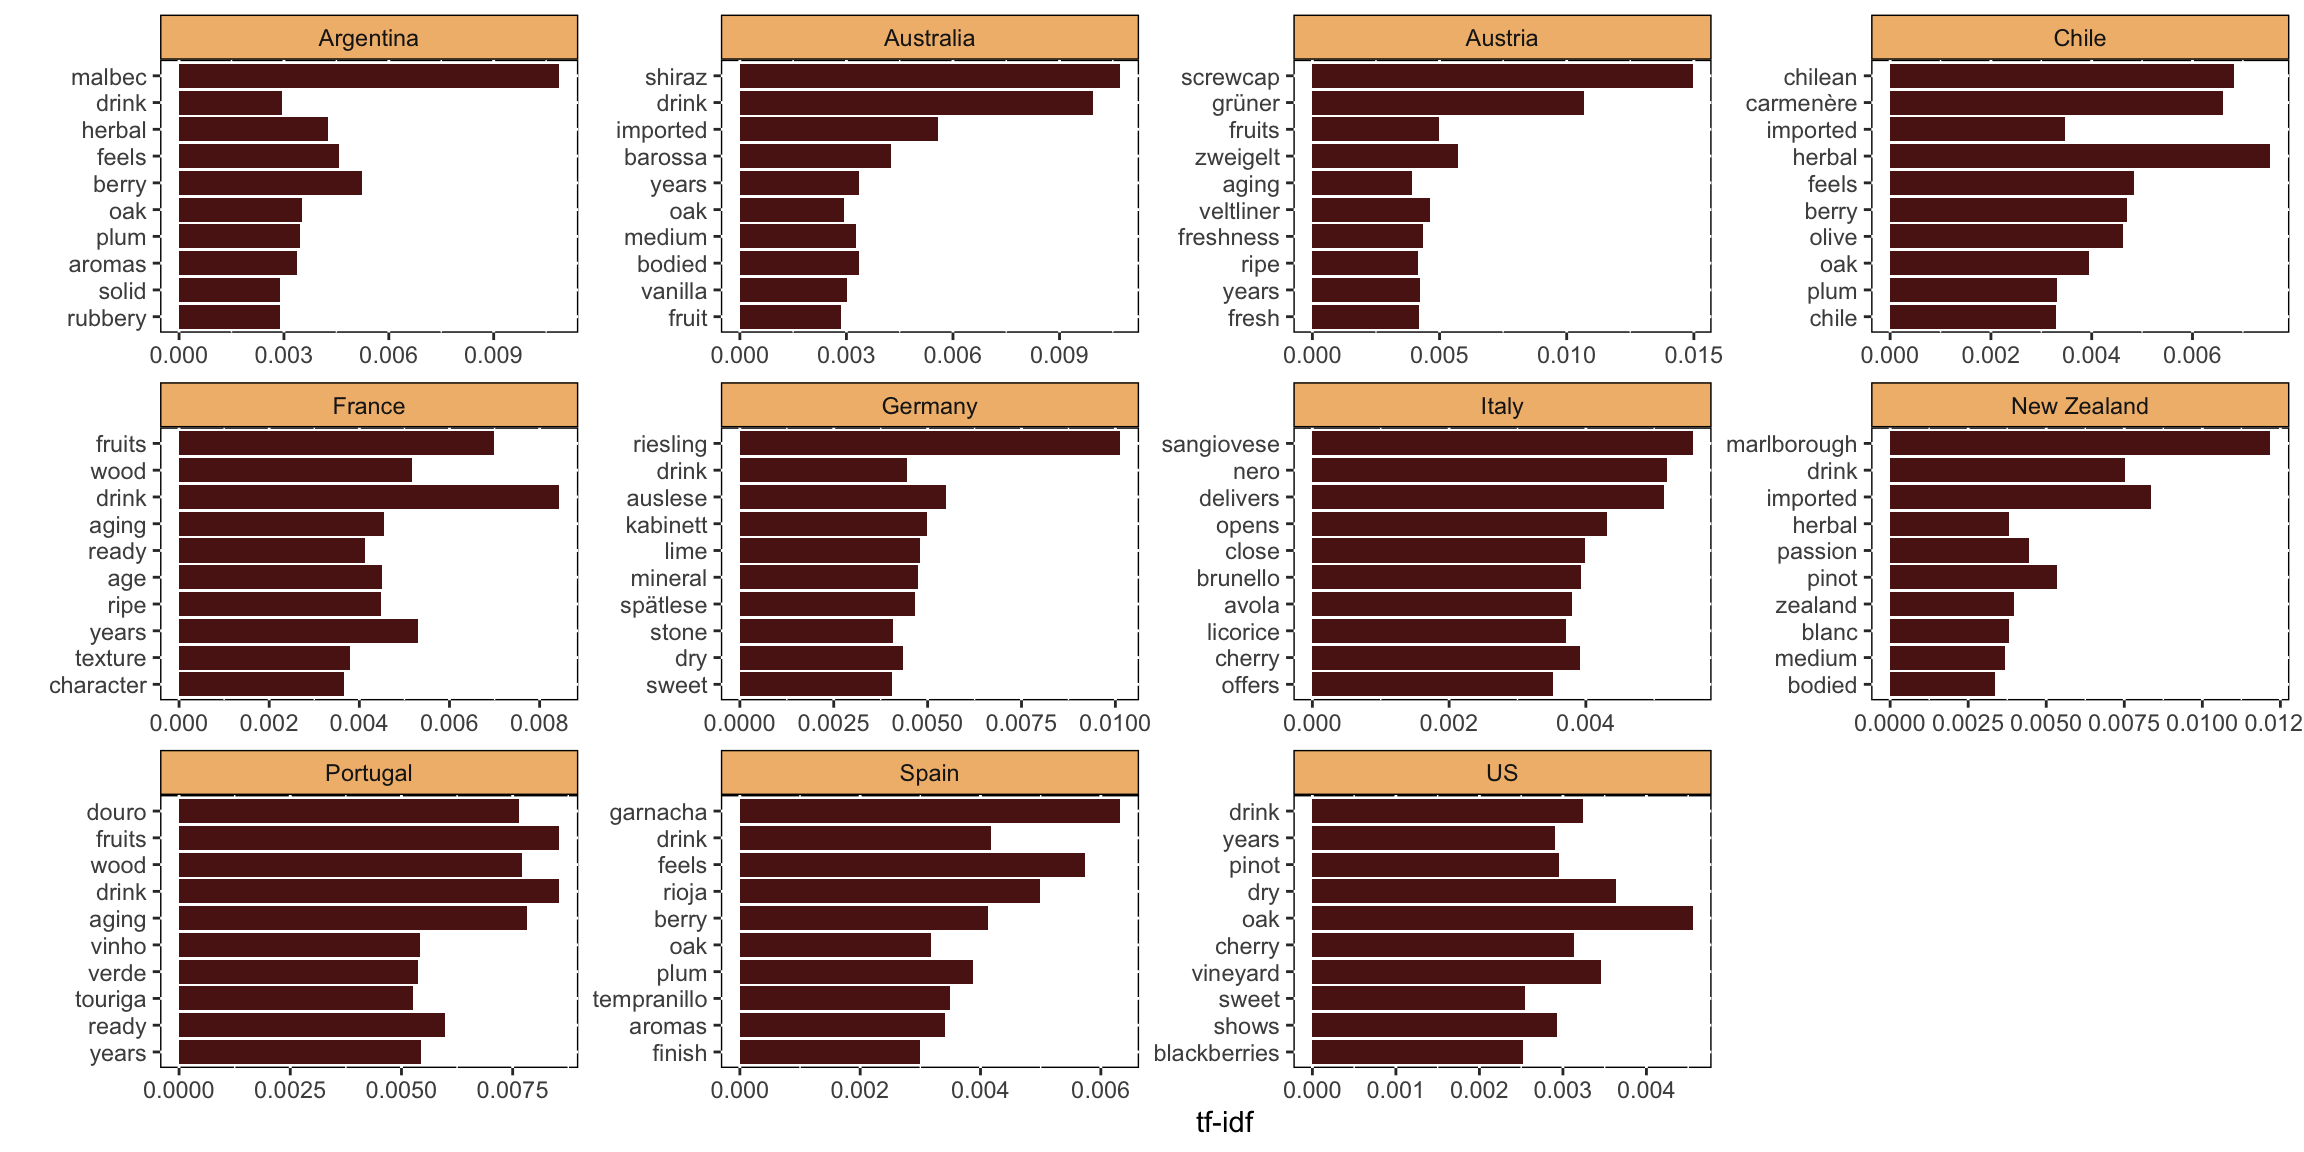 Argentina
malbec
drink
herbal
feels
berry
oak
plum
aromas
solid
rubbery
0.000 0.003 0.006 0.009
Australia
shiraz
drink
imported
barossa
years
oak
medium
bodied
vanilla
fruit
0.000 0.003 0.006 0.009
Austria
screwcap
grüner
fruits
zweigelt
aging
veltliner
freshness
ripe
years
fresh
0.000 0.005 0.010 0.015
Chile
chilean
carmenère
imported
herbal
feels
berry
olive
oak
plum
chile
0.000 0.002 0.004 0.006
France
fruits
wood
drink
aging
ready
age
ripe
years
texture
character
0.000 0.002 0.004 0.006 0.008
Germany
riesling
drink
auslese
kabinett
lime
mineral
spätlese
stone
dry
sweet
0.0000 0.0025 0.0050 0.0075 0.0100
Italy
sangiovese
nero
delivers
opens
close
brunello
avola
licorice
cherry
offers
0.000 0.002 0.004
New Zealand
marlborough
drink
imported
herbal
passion
pinot
zealand
blanc
medium
bodied
0.0000 0.0025 0.0050 0.0075 0.0100 0.012
Portugal
douro
fruits
wood
drink
aging
vinho
verde
touriga
ready
years
0.0000 0.0025 0.0050 0.0075
Spain
garnacha
drink
feels
rioja
berry
oak
plum
tempranillo
aromas
finish
0.000 0.002 0.004 0.006
US
drink
years
pinot
dry
oak
cherry
vineyard
sweet
shows
blackberries
0.000 0.001 0.002 0.003 0.004
tf-idf